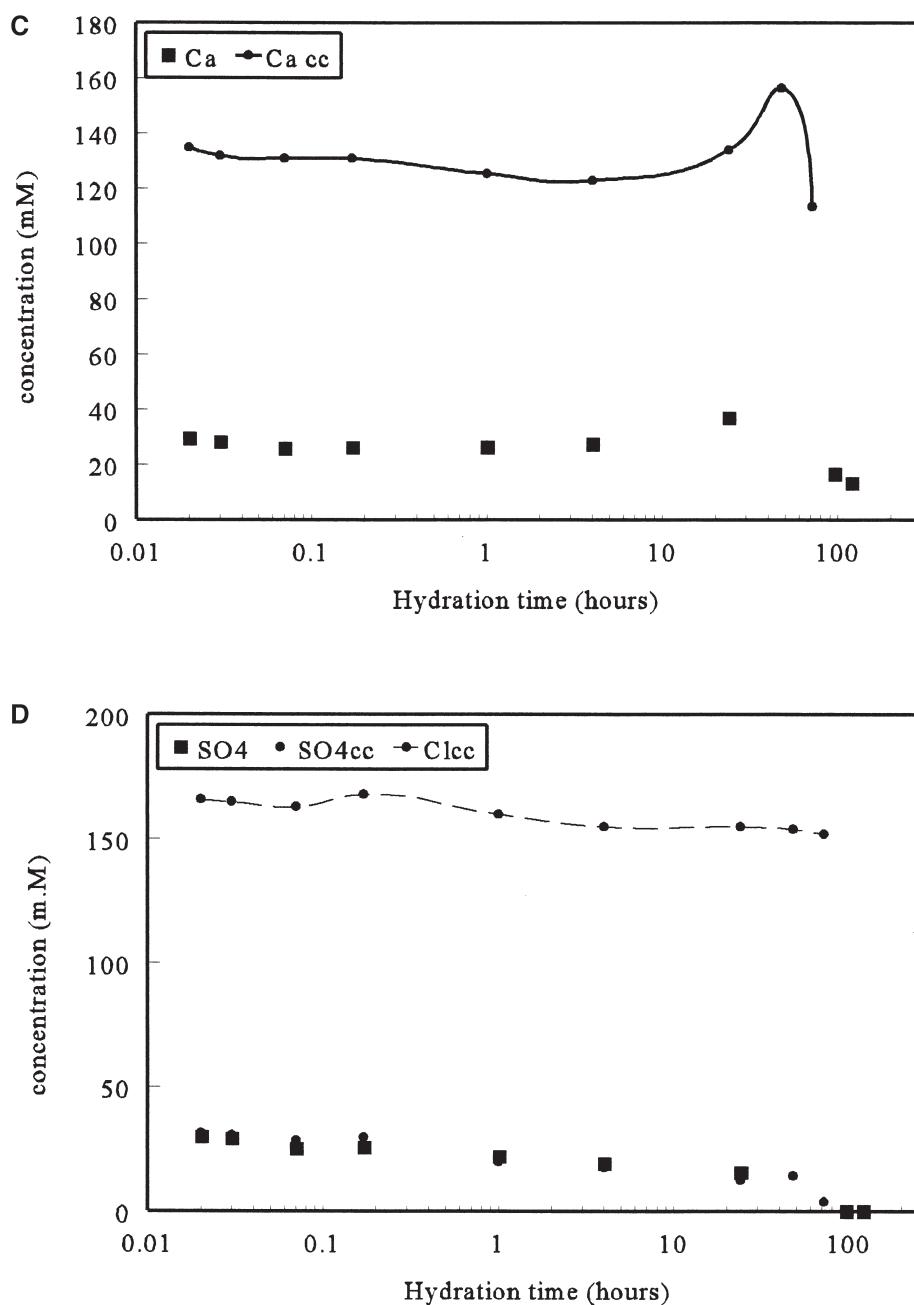 C
180
Ca Ca cc
160
140
120
100
80
60
40
20
0
concentration (mM)
0.01 0.1 1 10 100
Hydration time (hours)
D
200
SO4 SO4cc Clcc
150
100
50
0
concentration (m.M)
0.01 0.1 1 10 100
Hydration time (hours)